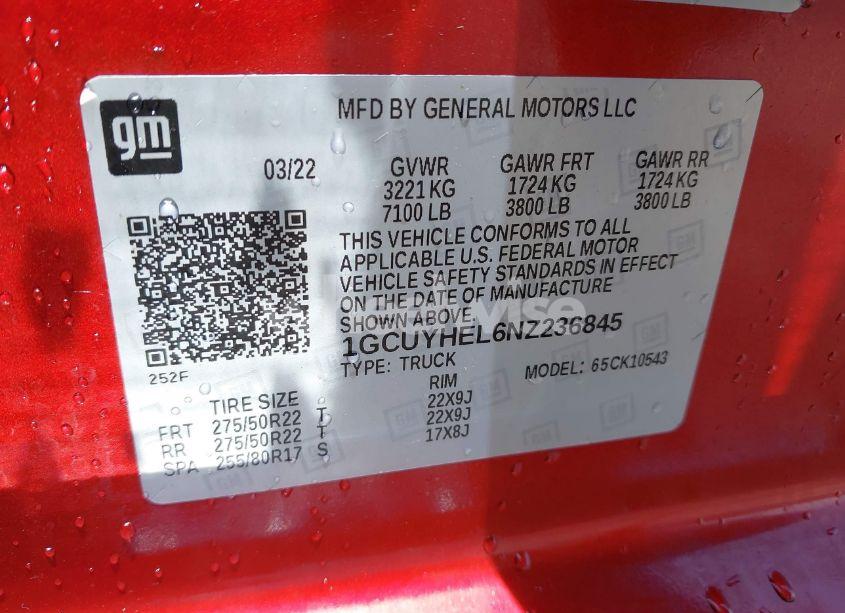 gm
MFD BY GENERAL MOTORS LLC
03/22 GVWR GAWR FRT GAWR RR
3221 KG 1724 KG 1724 KG
7100 LB 3800 LB 3800 LB
THIS VEHICLE CONFORMS TO ALL
APPLICABLE U.S. FEDERAL MOTOR
VEHICLE SAFETY STANDARDS IN EFFECT
ON THE DATE OF MANUFACTURE
SHOWN ABOVE.
1GCUYHEL6NZ236845
TYPE: TRUCK MODEL: 65CK10543
252F
TIRE SIZE RIM
FRT 275/50R22 T 22X9J
RR 275/50R22 T 22X9J
SPA 255/80R17 S 17X8J